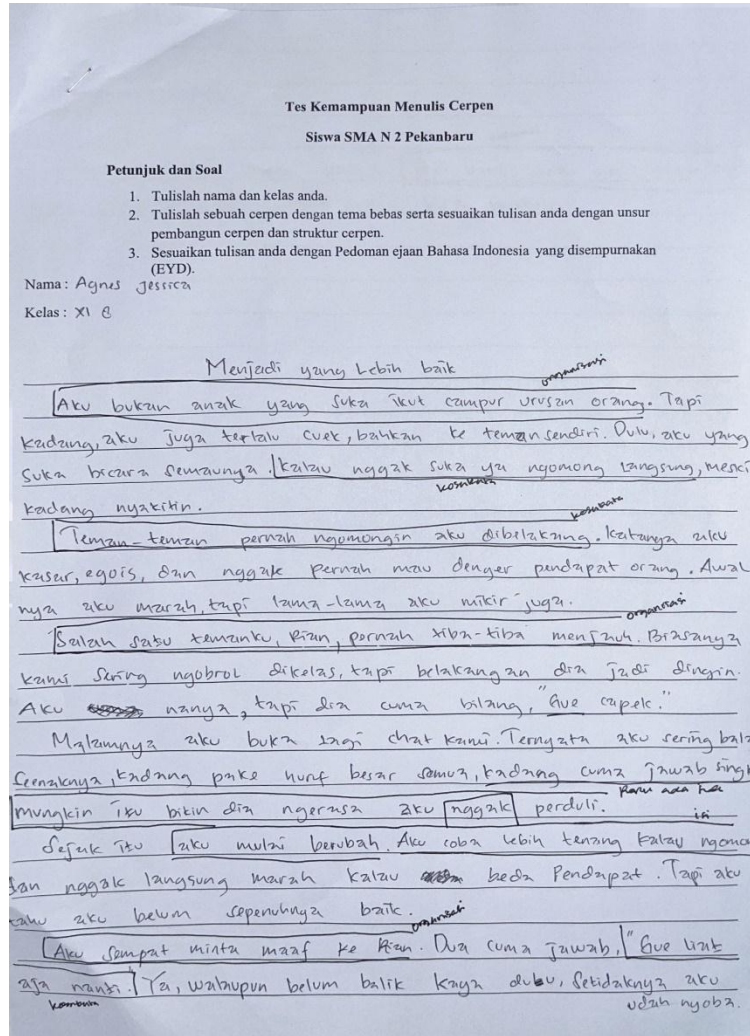 Tes Kemampuan Menulis Cerpen
Siswa SMA N 2 Pekanbaru
Petunjuk dan Soal
1. Tulislah nama dan kelas anda.
2. Tulislah sebuah cerpen dengan tema bebas serta sesuaikan tulisan anda dengan unsur
pembangun cerpen dan struktur cerpen.
3. Sesuaikan tulisan anda dengan Pedoman ejaan Bahasa Indonesia yang disempurnakan
(EYD).
Nama : Agnes Jessica
Kelas : XI
Menjadi yang Lebih baik
organisasi
Aku bukan anak yang suka ikut campur urusan orang. Tapi
kadang, aku juga terlalu cuek, bahkan ke teman sendiri. Dulu, aku yang
suka bicara semaunya. kalau nggak suka ya ngomong langsung, meski
kosakata
kadang nyakitin.
kosakata
Teman-teman pernah ngomongin aku dibelakang. katanya aku
kasar, egois, dan nggak pernah mau denger pendapat orang. Awal
nya aku marah, tapi lama-lama aku mikir juga.
organisasi
Salah satu temanku, Rian, pernah tiba-tiba menjauh. Biasanya
kami sering ngobrol dikelas, tapi belakangan dia jadi dingin.
Aku nanya, tapi dia cuma bilang, "Gue capek."
Malamnya aku buka lagi chat kami. Ternyata aku sering bala
Seenaknya, kadang pake huruf besar semua, kadang cuma jawab singk
mungkin itu bikin dia ngerasa aku nggak perduli.
isi
Sejak itu aku mulai berubah. Aku coba lebih tenang kalau ngomo
dan nggak langsung marah kalau beda Pendapat. Tapi aku
tahu aku belum sepenuhnya baik.
organisasi
Aku sempat minta maaf ke Rian. Dua cuma jawab, "Gue liat
aja nanti. Ya, walaupun belum balik kaya dulu, setidaknya aku
udah nyoba.